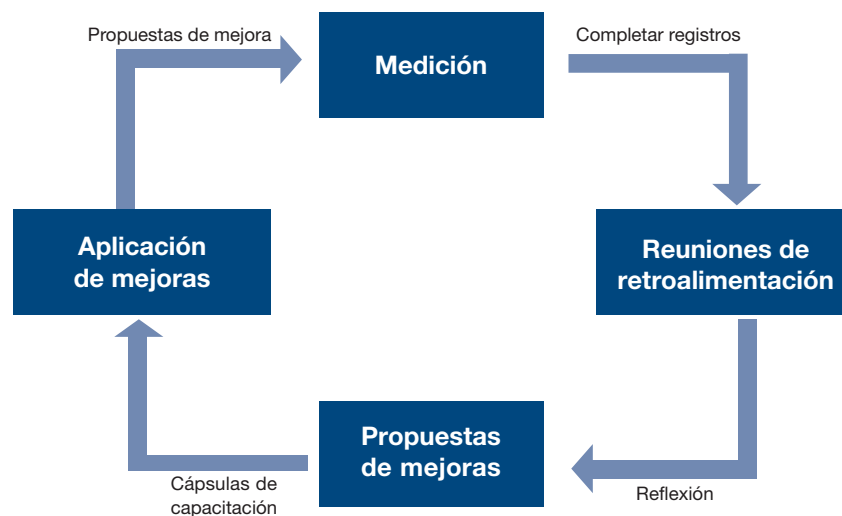 Propuestas de mejora
Medición
Completar registros
Aplicación
de mejoras
Reuniones de
retroalimentación
Propuestas
de mejoras
Cápsulas de
capacitación
Reflexión